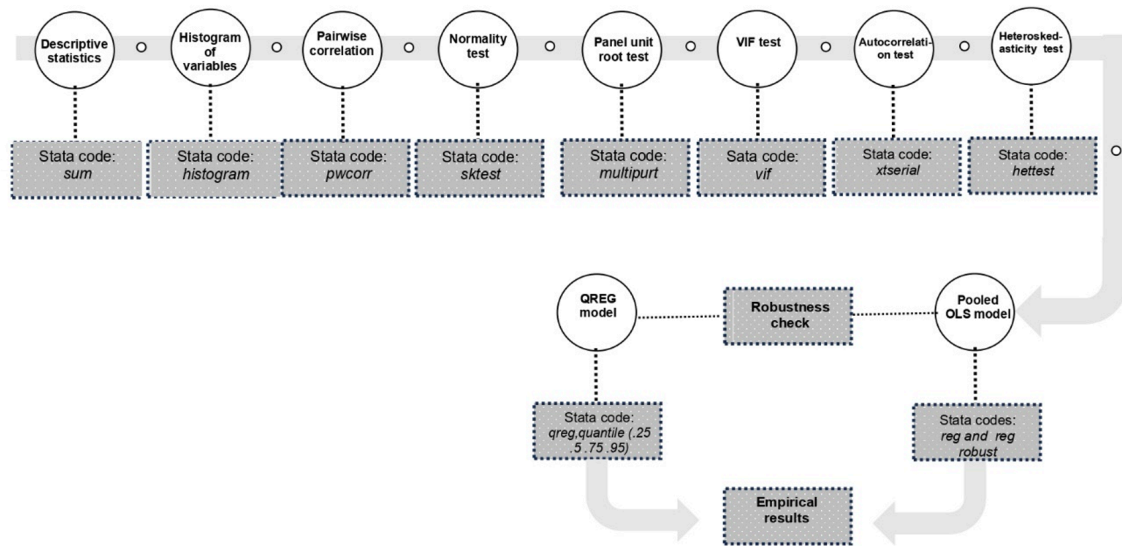 Descriptive
statistics
Histogram
of
variables
Pairwise
correlation
Normality
test
Panel unit
root test
VIF test
Autocorrelati-
on test
Heterosked-
asticity test
Stata code:
sum
Stata code:
histogram
Stata code:
pwcorr
Stata code:
sktest
Stata code:
multipurt
Sata code:
vif
Stata code:
xtserial
Stata code:
hettest
QREG
model
Robustness
check
Pooled
OLS model
Stata code:
qreg,quantile (.25
.5 .75 .95)
Stata codes:
reg and reg
robust
Empirical
results